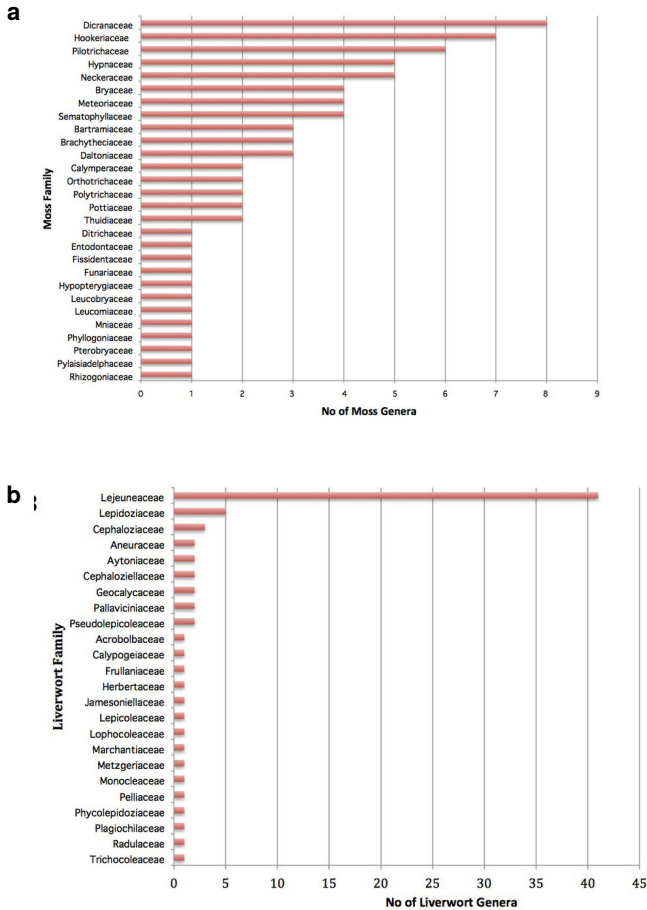 a
Dicranaceae
Hookeriaceae
Pilotrichaceae
Hypnaceae
Neckeraceae
Bryaceae
Meteoriaceae
Sematophyllaceae
Bartramiaceae
Brachytheciaceae
Daltoniaceae
Calymperaceae
Orthotrichaceae
Polytrichaceae
Pottiaceae
Thuidiaceae
Ditrichaceae
Entodontaceae
Fissidentaceae
Funariaceae
Hypopterygiaceae
Leucobryaceae
Leucomiaceae
Mniaceae
Phyllogoniaceae
Pterobryaceae
Pylaisiadelphaceae
Rhizogoniaceae
Moss Family
0 1 2 3 4 5 6 7 8 9
No of Moss Genera
b
Lejeuneaceae
Lepidoziaceae
Cephaloziaceae
Aneuraceae
Aytoniaceae
Cephaloziellaceae
Geocalycaceae
Pallaviciniaceae
Pseudolepicoleaceae
Acrobolbaceae
Calypogeiaceae
Frullaniaceae
Herbertaceae
Jamesoniellaceae
Lepicoleaceae
Lophocoleaceae
Marchantiaceae
Metzgeriaceae
Monocleaceae
Pelliaceae
Phycolepidoziaceae
Plagiochilaceae
Radulaceae
Trichocoleaceae
Liverwort Family
0 5 10 15 20 25 30 35 40 45
No of Liverwort Genera